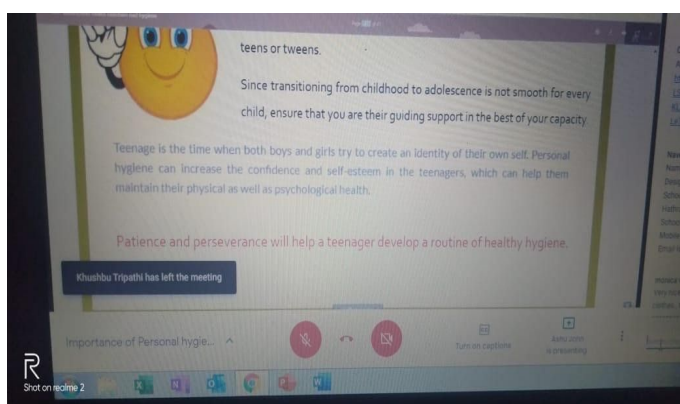 teens or tweens.
Since transitioning from childhood to adolescence is not smooth for every
child, ensure that you are their guiding support in the best of your capacity
Teenage is the time when both boys and girls try to create an identity of their own self. Personal
hygiene can increase the confidence and self-esteem in the teenagers, which can help them
maintain their physical as well as psychological health.
Patience and perseverance will help a teenager develop a routine of healthy hygiene.
Khushbu Tripathi has left the meeting
Importance of Personal hygie...
Turn on captions
is presenting
R
Shot on realme 2